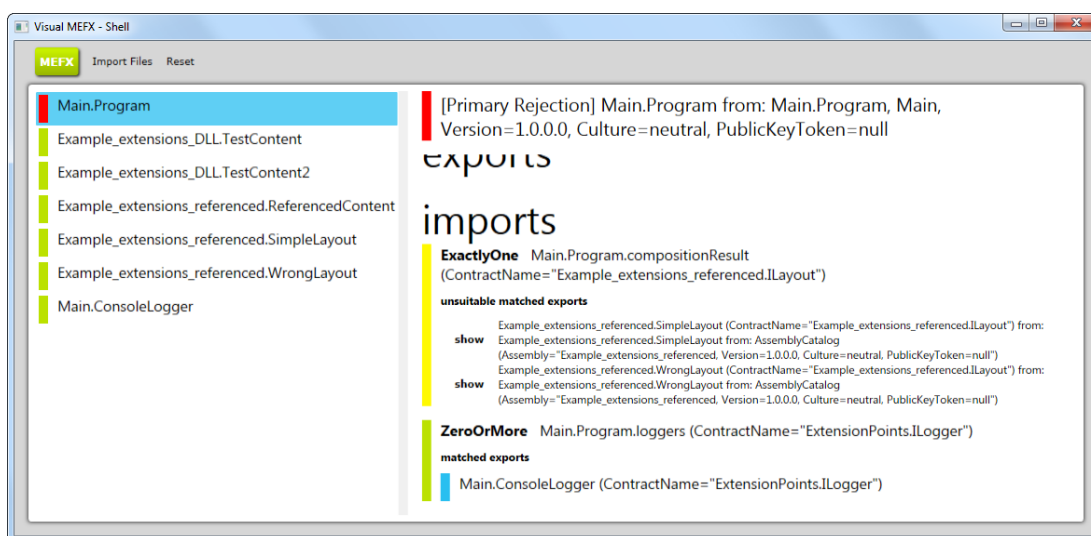 Visual MEFX - Shell
MEFX Import Files Reset
Main.Program
Example_extensions_DLL.TestContent
Example_extensions_DLL.TestContent2
Example_extensions_referenced.ReferencedContent
Example_extensions_referenced.SimpleLayout
Example_extensions_referenced.WrongLayout
Main.ConsoleLogger
[Primary Rejection] Main.Program from: Main.Program, Main,
Version=1.0.0.0, Culture=neutral, PublicKeyToken=null
exports
imports
ExactlyOne Main.Program.compositionResult
(ContractName="Example_extensions_referenced.ILayout")
unsuitable matched exports
show
Example_extensions_referenced.SimpleLayout (ContractName="Example_extensions_referenced.ILayout") from:
Example_extensions_referenced.SimpleLayout from: AssemblyCatalog
(Assembly="Example_extensions_referenced, Version=1.0.0.0, Culture=neutral, PublicKeyToken=null")
show
Example_extensions_referenced.WrongLayout (ContractName="Example_extensions_referenced.ILayout") from:
Example_extensions_referenced.WrongLayout from: AssemblyCatalog
(Assembly="Example_extensions_referenced, Version=1.0.0.0, Culture=neutral, PublicKeyToken=null")
ZeroOrMore Main.Program.loggers (ContractName="ExtensionPoints.ILogger")
matched exports
Main.ConsoleLogger (ContractName="ExtensionPoints.ILogger")